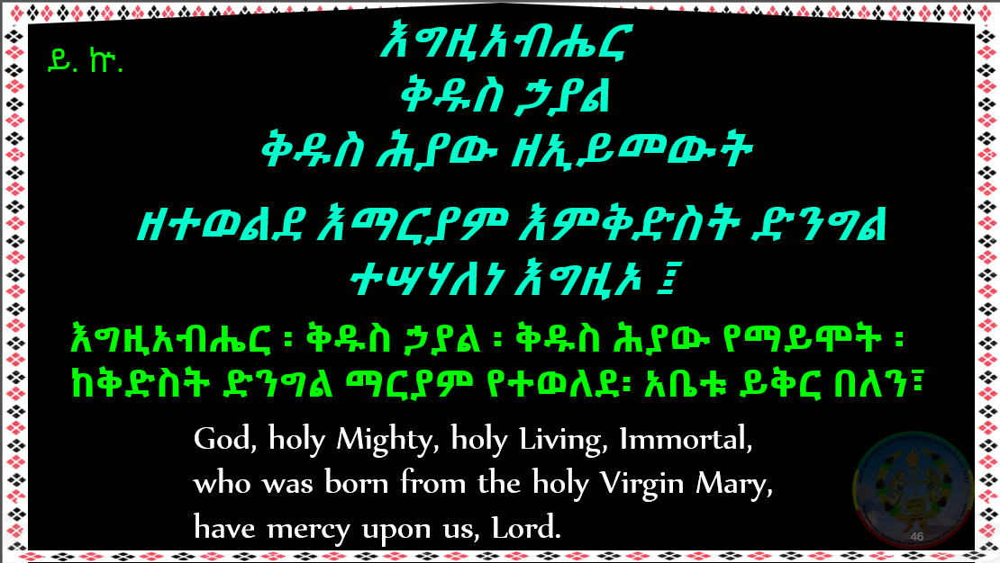 ይ. ኵ.
እግዚአብሔር
ቅዱስ ኃያል
ቅዱስ ሕያው ዘኢይመውት
ዘተወልደ እማርያም እምቅድስት ድንግል
ተሣሃለነ እግዚኦ ፤
እግዚአብሔር ፡ ቅዱስ ኃያል ፡ ቅዱስ ሕያው የማይሞት ፡
ከቅድስት ድንግል ማርያም የተወለደ፡ አቤቱ ይቅር በለን፣
God, holy Mighty, holy Living, Immortal,
who was born from the holy Virgin Mary,
have mercy upon us, Lord.
46